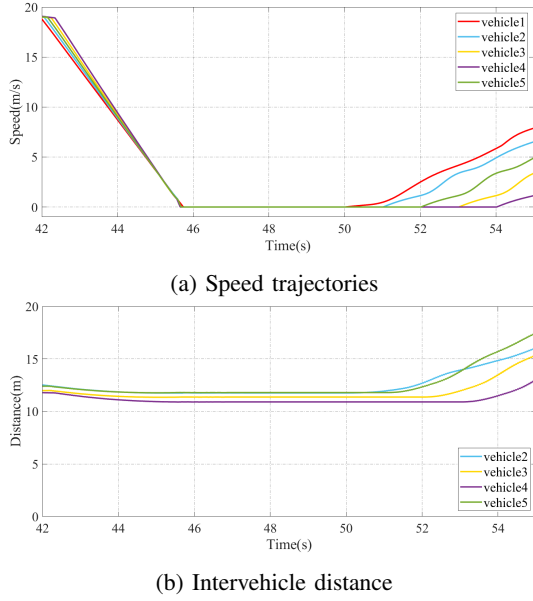 20
15
10
5
0
Speed(m/s)
vehicle1
vehicle2
vehicle3
vehicle4
vehicle5
42 44 46 48 50 52 54
Time(s)
(a) Speed trajectories
20
15
10
5
0
Distance(m)
vehicle2
vehicle3
vehicle4
vehicle5
42 44 46 48 50 52 54
Time(s)
(b) Intervehicle distance